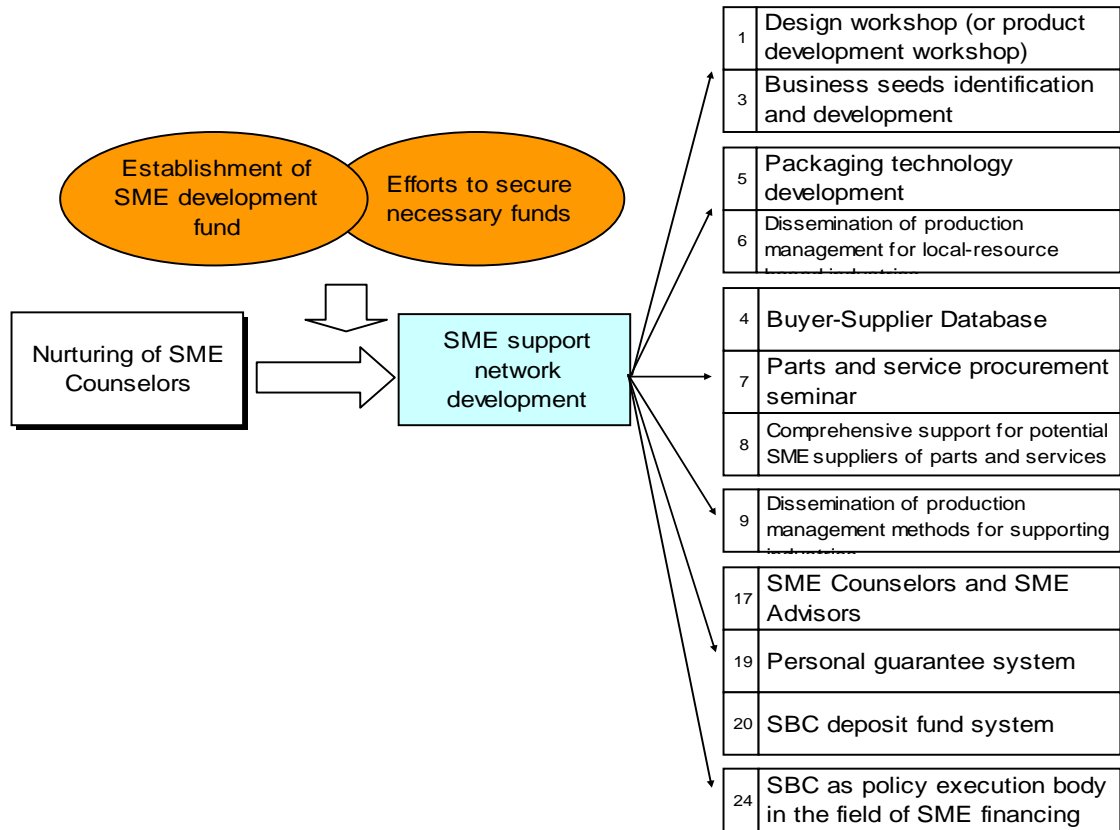 Establishment of
SME development
fund
Efforts to secure
necessary funds
Nurturing of SME
Counselors
SME support
network
development
1
Design workshop (or product
development workshop)
3
Business seeds identification
and development
5
Packaging technology
development
6
Dissemination of production
management for local-resource
based industries
4
Buyer-Supplier Database
7
Parts and service procurement
seminar
8
Comprehensive support for potential
SME suppliers of parts and services
9
Dissemination of production
management methods for supporting
industries
17
SME Counselors and SME
Advisors
19
Personal guarantee system
20
SBC deposit fund system
24
SBC as policy execution body
in the field of SME financing